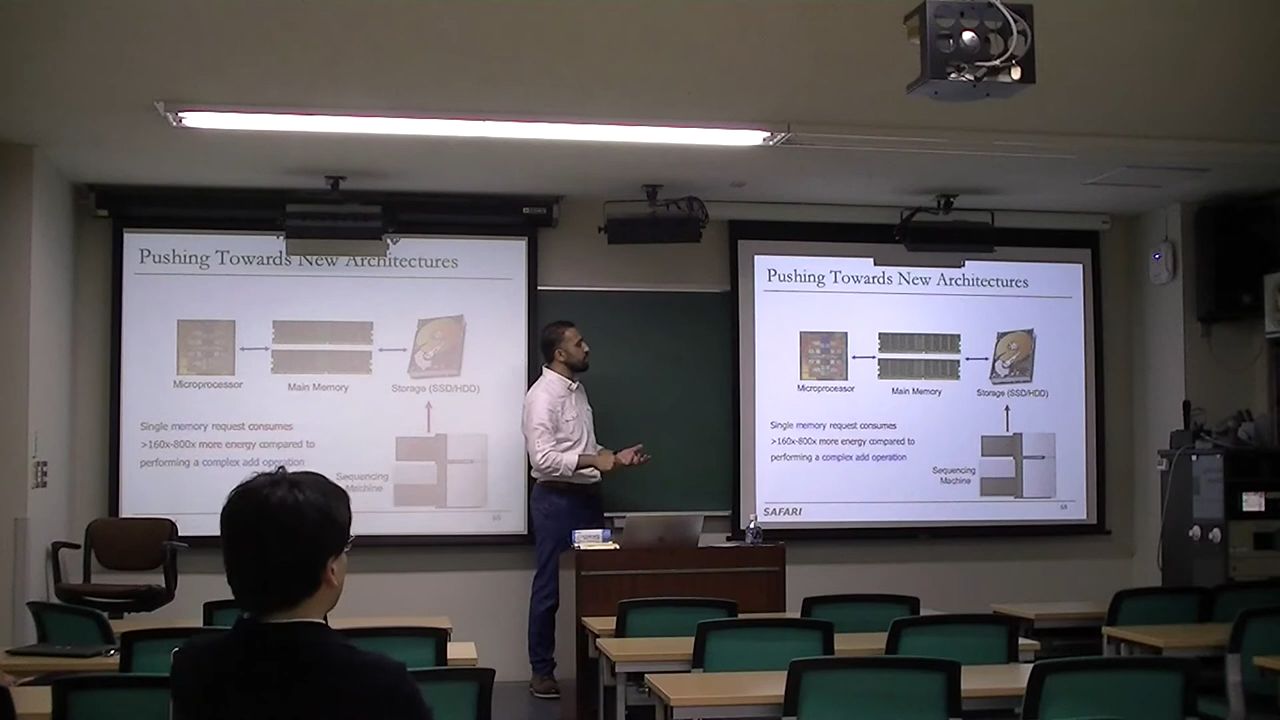 Pushing Towards New Architectures
Microprocessor
Main Memory
Storage (SSD/HDD)
Single memory request consumes
>160x-800x more energy compared to
performing a complex add operation
Sequencing
Machine
Pushing Towards New Architectures
Microprocessor
Main Memory
Storage (SSD/HDD)
Single memory request consumes
>160x-800x more energy compared to
performing a complex add operation
Sequencing
Machine
SAFARI